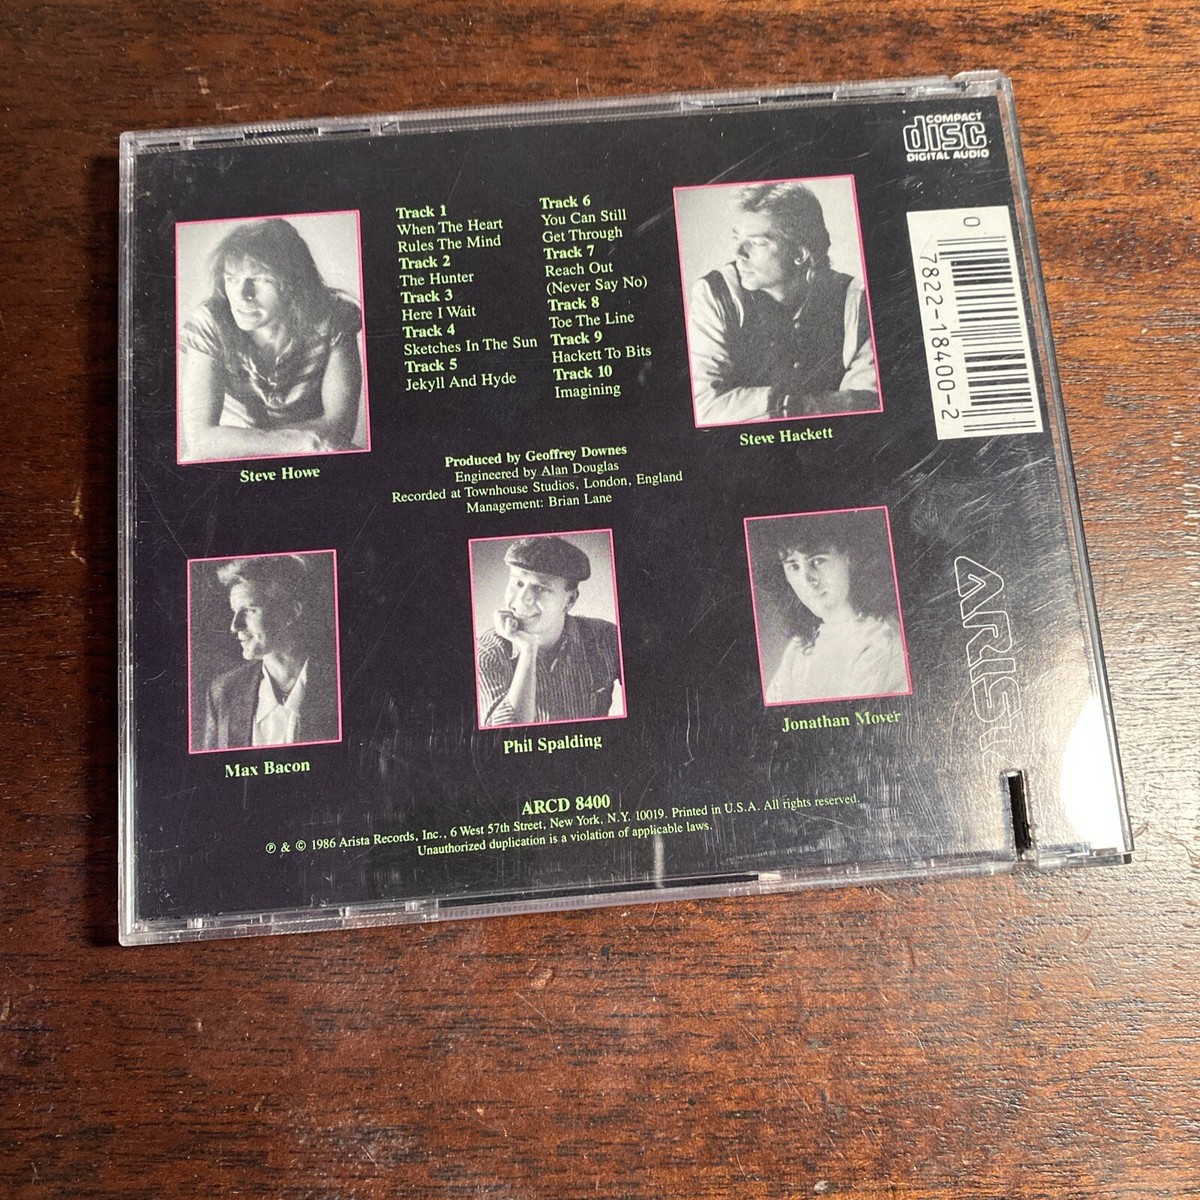 COMPACT
disc
DIGITAL AUDIO
Track 1
When The Heart
Rules The Mind
Track 2
The Hunter
Track 3
Here I Wait
Track 4
Sketches In The Sun
Track 5
Jekyll And Hyde
Track 6
You Can Still
Get Through
Track 7
Reach Out
(Never Say No)
Track 8
Toe The Line
Track 9
Hackett To Bits
Track 10
Imagining
0
7822-18400-2
Steve Howe
Steve Hackett
Produced by Geoffrey Downes
Engineered by Alan Douglas
Recorded at Townhouse Studios, London, England
Management: Brian Lane
ARISTA
Max Bacon
Phil Spalding
Jonathan Mover
ARCD 8400
℗ & © 1986 Arista Records, Inc., 6 West 57th Street, New York, N.Y. 10019. Printed in U.S.A. All rights reserved.
Unauthorized duplication is a violation of applicable laws.